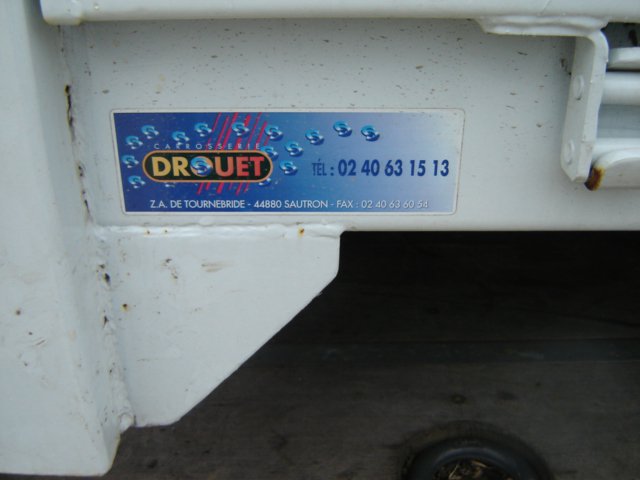 CARROSSERIE
DROUET
TÉL : 02 40 63 15 13
Z.A. DE TOURNEBRIDE - 44880 SAUTRON - FAX : 02 40 63 60 54